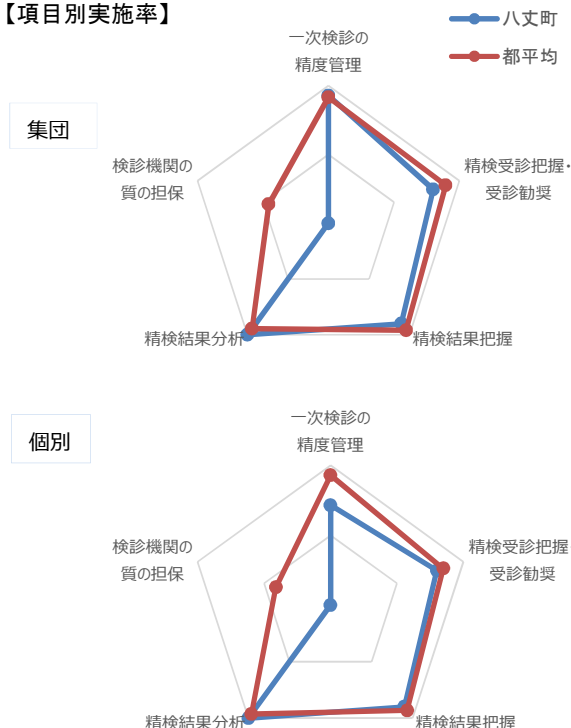 【項目別実施率】
八丈町
都平均
集団
一次検診の
精度管理
精検受診把握・
受診勧奨
精検結果把握
精検結果分析
検診機関の
質の担保
個別
一次検診の
精度管理
精検受診把握
受診勧奨
精検結果把握
精検結果分析
検診機関の
質の担保